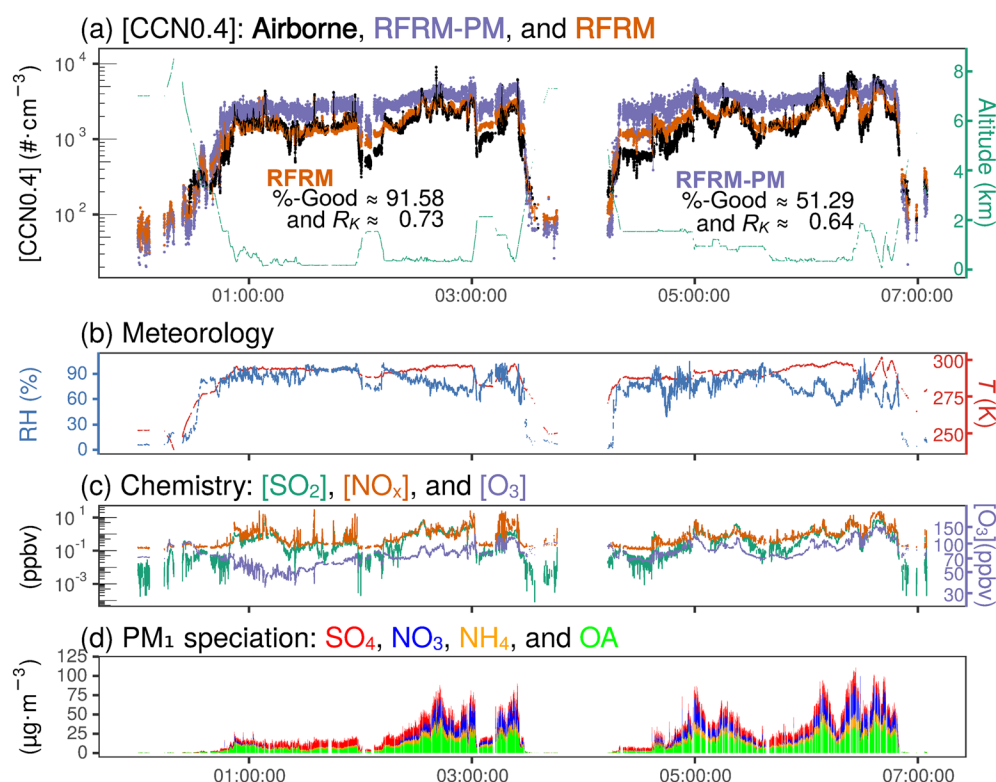 (a) [CCN0.4]: Airborne, RFRM-PM, and RFRM
[CCN0.4] (#·cm⁻³)
10⁴
10³
10²
RFRM
%-Good ≈ 91.58
and R_K ≈ 0.73
RFRM-PM
%-Good ≈ 51.29
and R_K ≈ 0.64
8
6
4
2
0
Altitude (km)
01:00:00 03:00:00 05:00:00 07:00:00
(b) Meteorology
RH (%)
90
60
30
0
300
275
250
T (K)
(c) Chemistry: [SO₂], [NOₓ], and [O₃]
(ppbv)
10¹
10⁻¹
10⁻³
150
100
70
50
30
[O₃](ppbv)
(d) PM₁ speciation: SO₄, NO₃, NH₄, and OA
(µg·m⁻³)
125
100
75
50
25
0
01:00:00 03:00:00 05:00:00 07:00:00